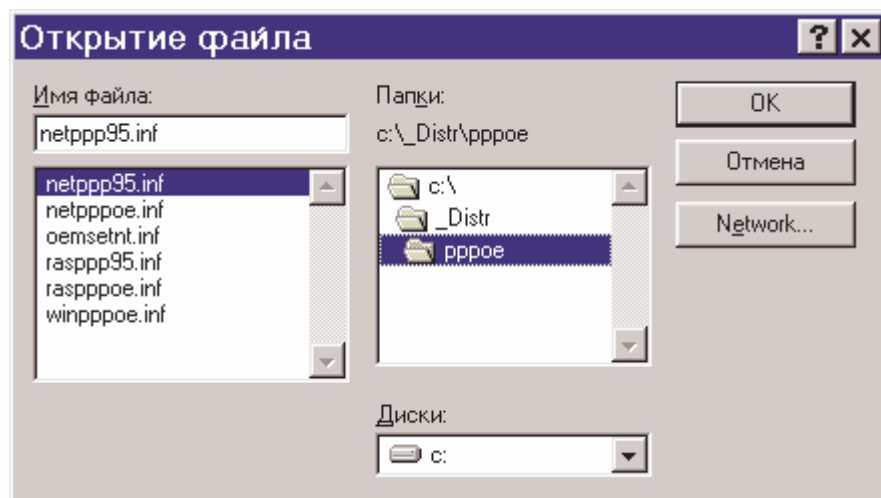 Открытие файла
Имя файла:
netppp95.inf
netppp95.inf
netpppoe.inf
oemsetnt.inf
rasppp95.inf
raspppoe.inf
winpppoe.inf
Папки:
c:\_Distr\pppoe
c:\
_Distr
pppoe
Диски:
c:
OK
Отмена
Network...